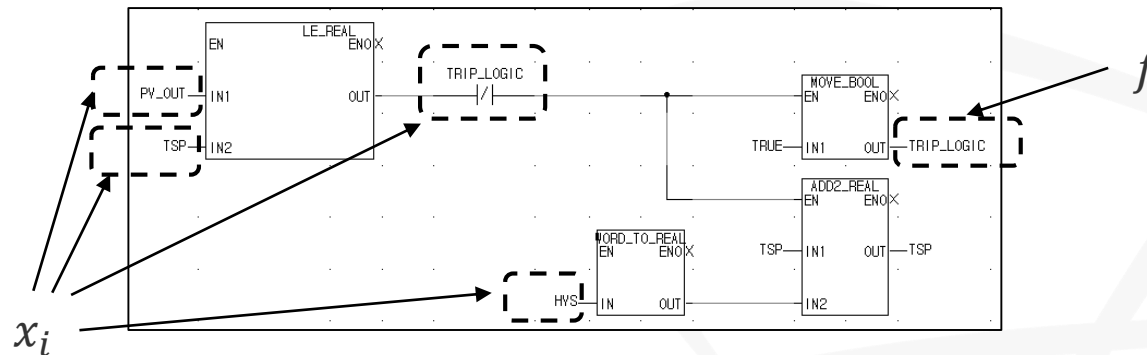 LE_REAL
EN ENO
PV_OUT IN1 OUT
TSP IN2
TRIP_LOGIC
MOVE_BOOL
EN ENO
TRUE IN1 OUT TRIP_LOGIC
ADD2_REAL
EN ENO
TSP IN1 OUT TSP
IN2
WORD_TO_REAL
EN ENO
HYS IN OUT
f
x_i